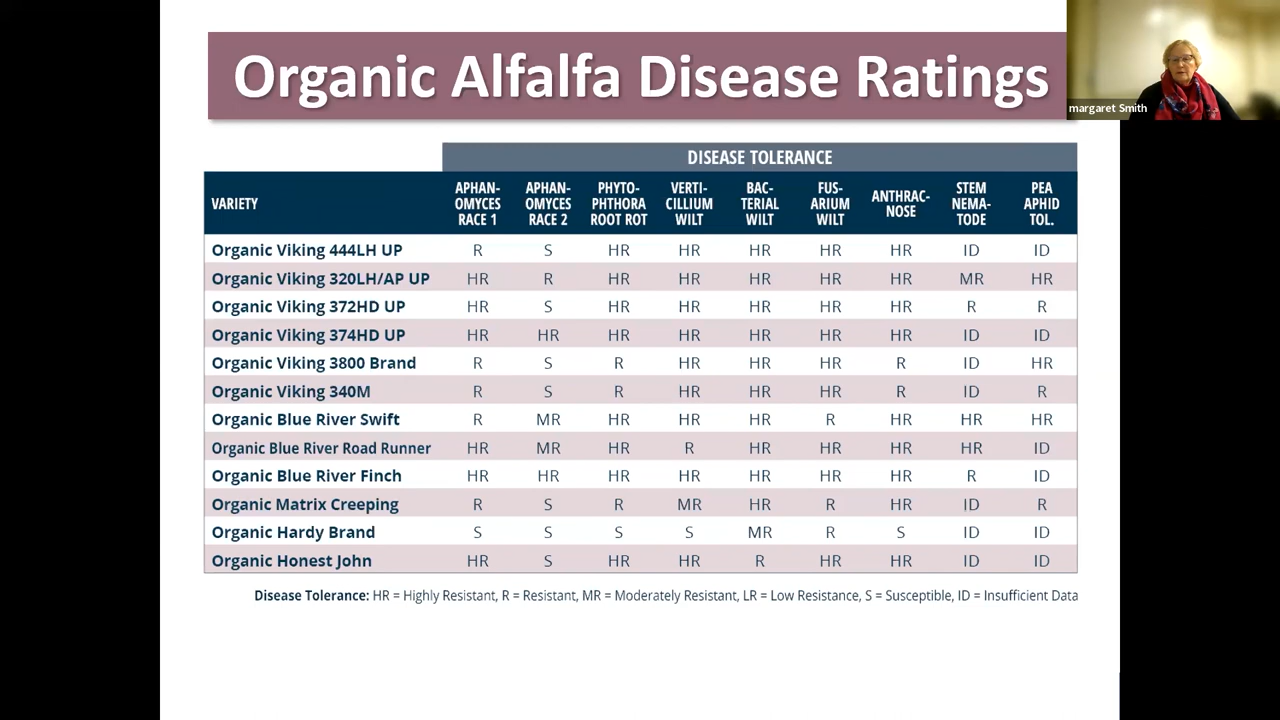 Organic Alfalfa Disease Ratings
margaret Smith
DISEASE TOLERANCE
VARIETY APHAN-OMYCES RACE 1 APHAN-OMYCES RACE 2 PHYTO-PHTHORA ROOT ROT VERTI-CILLIUM WILT BAC-TERIAL WILT FUS-ARIUM WILT ANTHRAC-NOSE STEM NEMA-TODE PEA APHID TOL.
Organic Viking 444LH UP R S HR HR HR HR HR ID ID
Organic Viking 320LH/AP UP HR R HR HR HR HR HR MR HR
Organic Viking 372HD UP HR S HR HR HR HR HR R R
Organic Viking 374HD UP HR HR HR HR HR HR HR ID ID
Organic Viking 3800 Brand R S R HR HR HR R ID HR
Organic Viking 340M R S R HR HR HR R ID R
Organic Blue River Swift R MR HR HR HR R HR HR HR
Organic Blue River Road Runner HR MR HR R HR HR HR HR ID
Organic Blue River Finch HR HR HR HR HR HR HR R ID
Organic Matrix Creeping R S R MR HR R HR ID R
Organic Hardy Brand S S S S MR R S ID ID
Organic Honest John HR S HR HR R HR HR ID ID
Disease Tolerance: HR = Highly Resistant, R = Resistant, MR = Moderately Resistant, LR = Low Resistance, S = Susceptible, ID = Insufficient Data